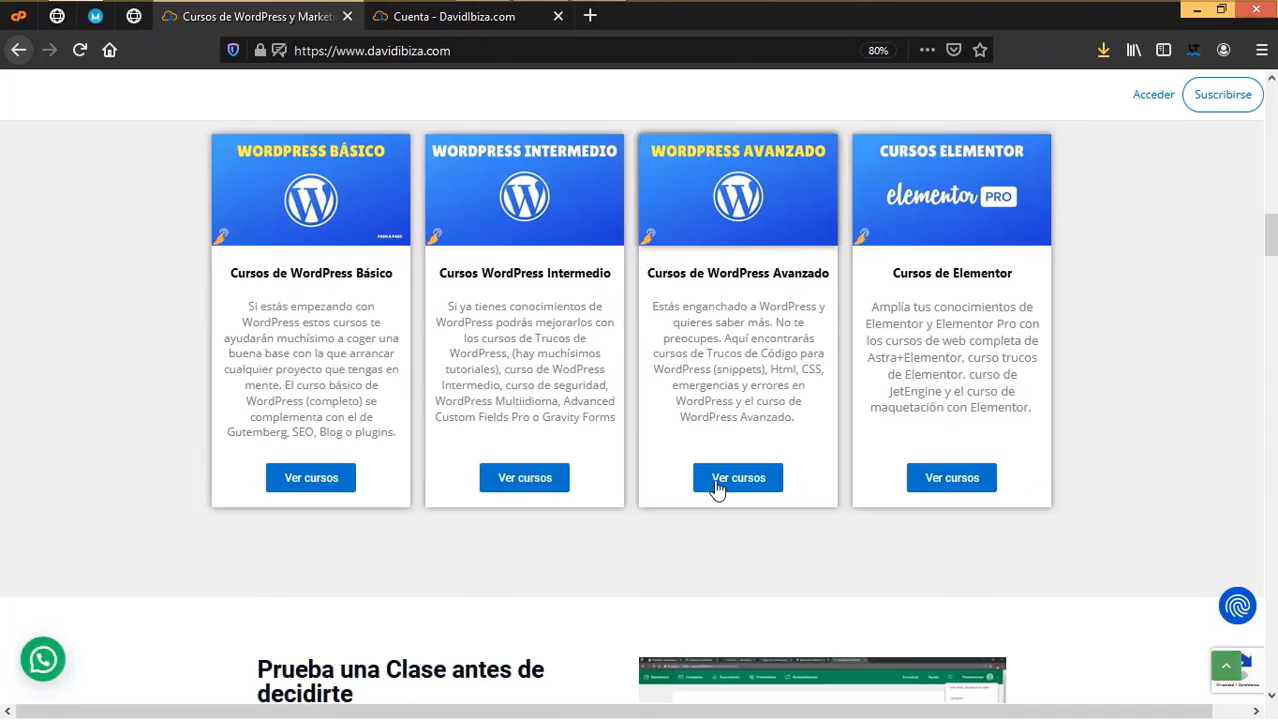 Cursos de WordPress y Marketi
Cuenta - DavidIbiza.com
https://www.davidibiza.com
80%
Acceder
Suscribirse
WORDPRESS BÁSICO
PASO A PASO
Cursos de WordPress Básico
Si estás empezando con
WordPress estos cursos te
ayudarán muchísimo a coger una
buena base con la que arrancar
cualquier proyecto que tengas en
mente. El curso básico de
WordPress (completo) se
complementa con el de
Gutemberg, SEO, Blog o plugins.
Ver cursos
WORDPRESS INTERMEDIO
Cursos WordPress Intermedio
Si ya tienes conocimientos de
WordPress podrás mejorarlos con
los cursos de Trucos de
WordPress, (hay muchísimos
tutoriales), curso de WodPress
Intermedio, curso de seguridad,
WordPress Multiidioma, Advanced
Custom Fields Pro o Gravity Forms
Ver cursos
WORDPRESS AVANZADO
Cursos de WordPress Avanzado
Estás enganchado a WordPress y
quieres saber más. No te
preocupes. Aquí encontrarás
cursos de Trucos de Código para
WordPress (snippets), Html, CSS,
emergencias y errores en
WordPress y el curso de
WordPress Avanzado.
Ver cursos
CURSOS ELEMENTOR
elementor PRO
Cursos de Elementor
Amplía tus conocimientos de
Elementor y Elementor Pro con
los cursos de web completa de
Astra+Elementor, curso trucos
de Elementor. curso de
JetEngine y el curso de
maquetación con Elementor.
Ver cursos
Prueba una Clase antes de
decidirte